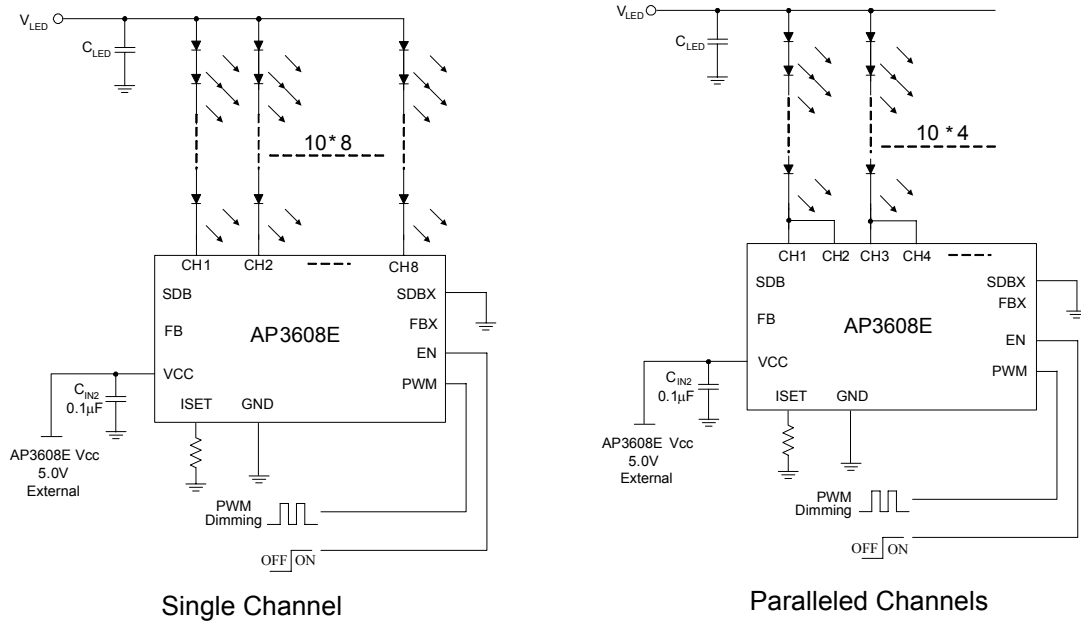 VLED
CLED
10 * 8
CH1 CH2 CH8
SDB SDBX
FB AP3608E FBX
EN
VCC
PWM
CIN2
0.1µF
ISET GND
AP3608E Vcc
5.0V
External
PWM
Dimming
OFF ON
Single Channel
VLED
CLED
10 * 4
CH1 CH2 CH3 CH4
SDB SDBX
FBX
FB AP3608E
EN
VCC
PWM
CIN2
0.1µF
ISET GND
AP3608E Vcc
5.0V
External
PWM
Dimming
OFF ON
Paralleled Channels